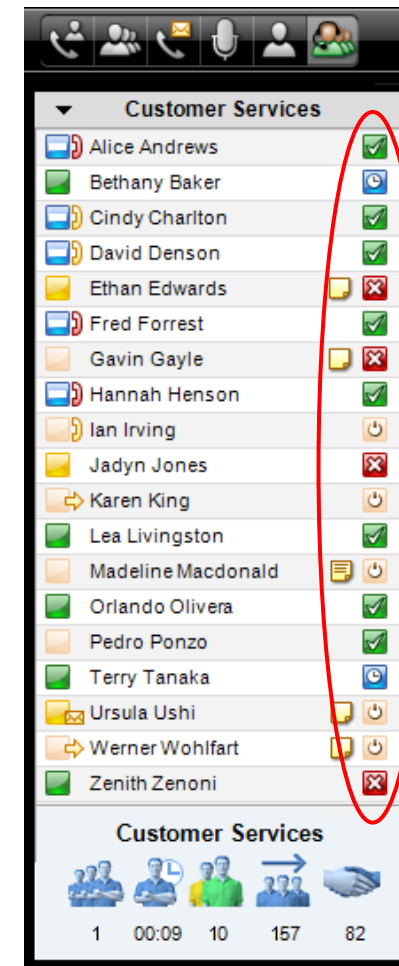 Customer Services
Alice Andrews
Bethany Baker
Cindy Charlton
David Denson
Ethan Edwards
Fred Forrest
Gavin Gayle
Hannah Henson
Ian Irving
Jadyn Jones
Karen King
Lea Livingston
Madeline Macdonald
Orlando Olivera
Pedro Ponzo
Terry Tanaka
Ursula Ushi
Werner Wohlfart
Zenith Zenoni
Customer Services
1 00:09 10 157 82